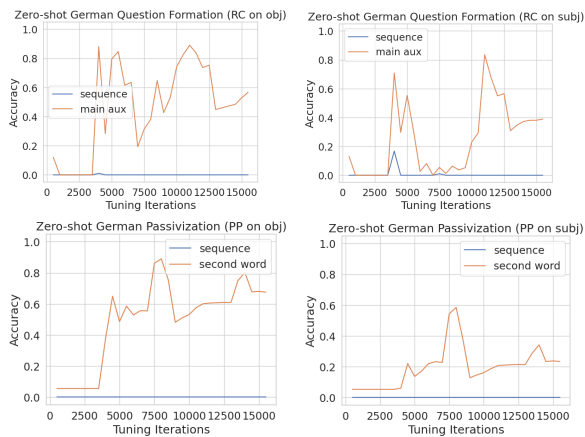 Zero-shot German Question Formation (RC on obj)
1.0
0.8
0.6
0.4
0.2
0.0
Accuracy
sequence
main aux
0 2500 5000 7500 10000 12500 15000
Tuning Iterations
Zero-shot German Question Formation (RC on subj)
0.8
0.6
0.4
0.2
0.0
Accuracy
sequence
main aux
0 2500 5000 7500 10000 12500 15000
Tuning Iterations
Zero-shot German Passivization (PP on obj)
1.0
0.8
0.6
0.4
0.2
0.0
Accuracy
sequence
second word
0 2500 5000 7500 10000 12500 15000
Tuning Iterations
Zero-shot German Passivization (PP on subj)
1.0
0.8
0.6
0.4
0.2
0.0
Accuracy
sequence
second word
0 2500 5000 7500 10000 12500 15000
Tuning Iterations